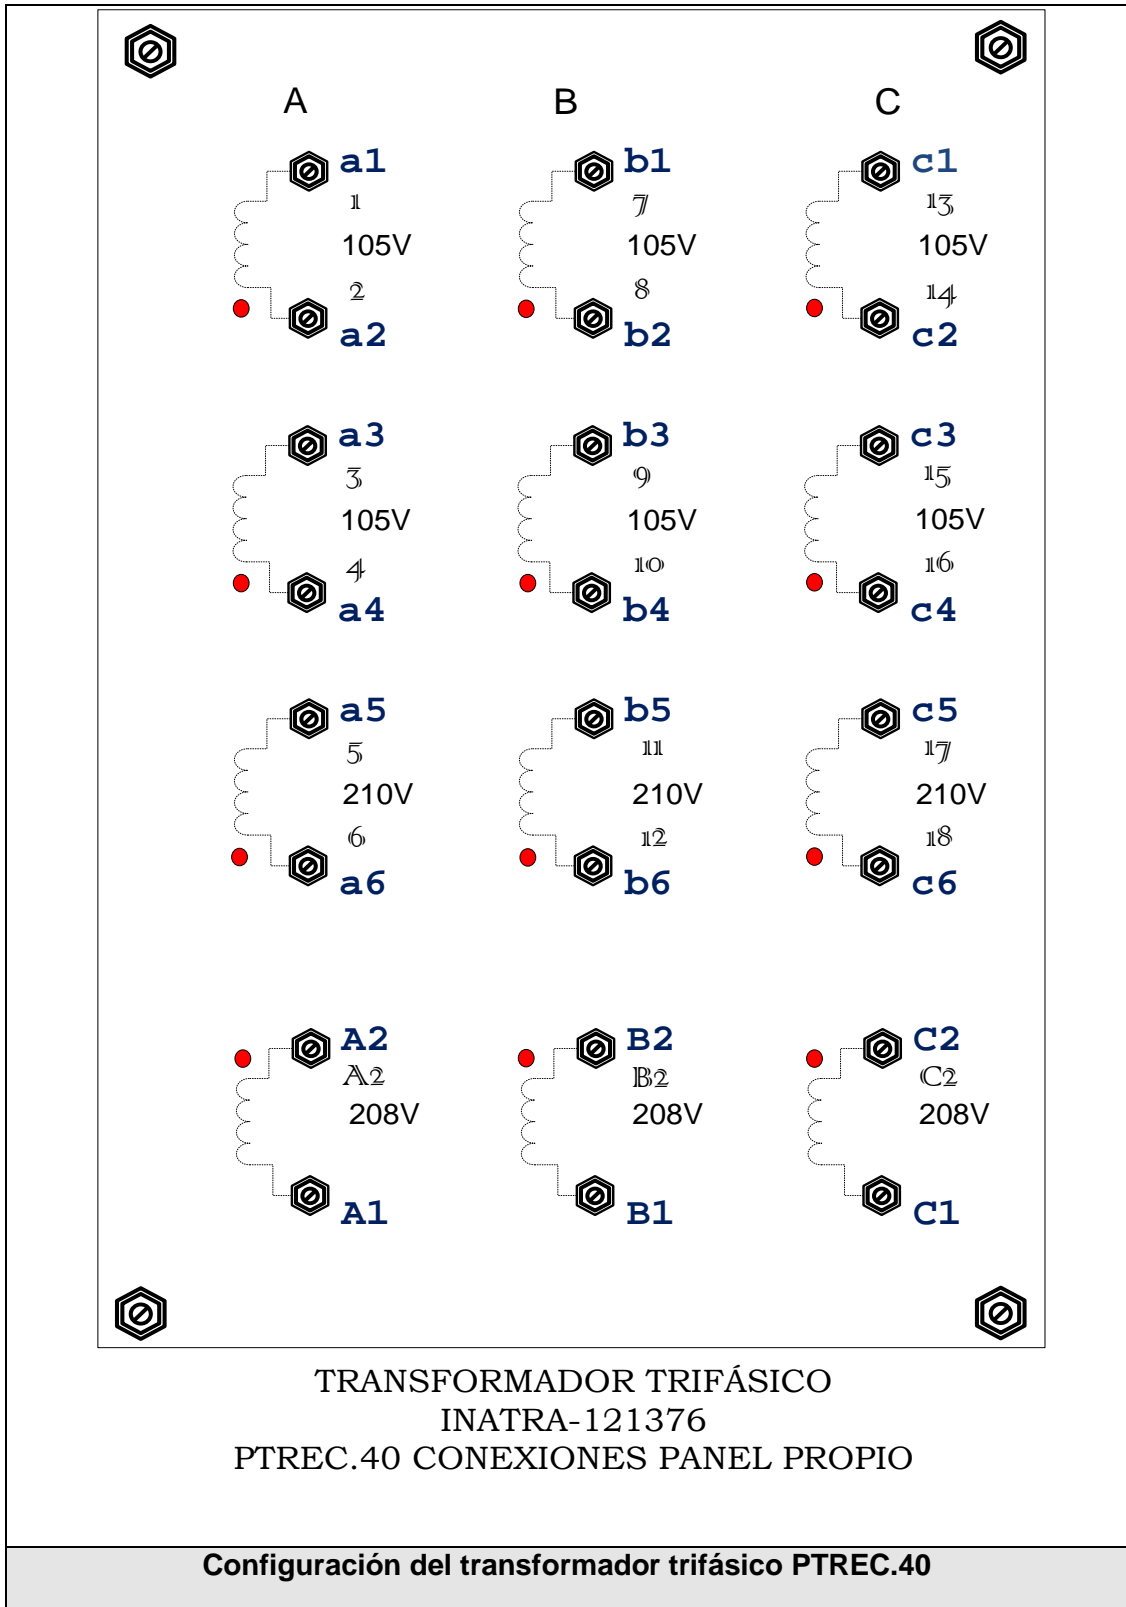 A B C
a1 b1 c1
1 7 13
105V 105V 105V
2 8 14
a2 b2 c2
a3 b3 c3
3 9 15
105V 105V 105V
4 10 16
a4 b4 c4
a5 b5 c5
5 11 17
210V 210V 210V
6 12 18
a6 b6 c6
A2 B2 C2
A2 B2 C2
208V 208V 208V
A1 B1 C1
TRANSFORMADOR TRIFÁSICO
INATRA-121376
PTREC.40 CONEXIONES PANEL PROPIO
Configuración del transformador trifásico PTREC.40